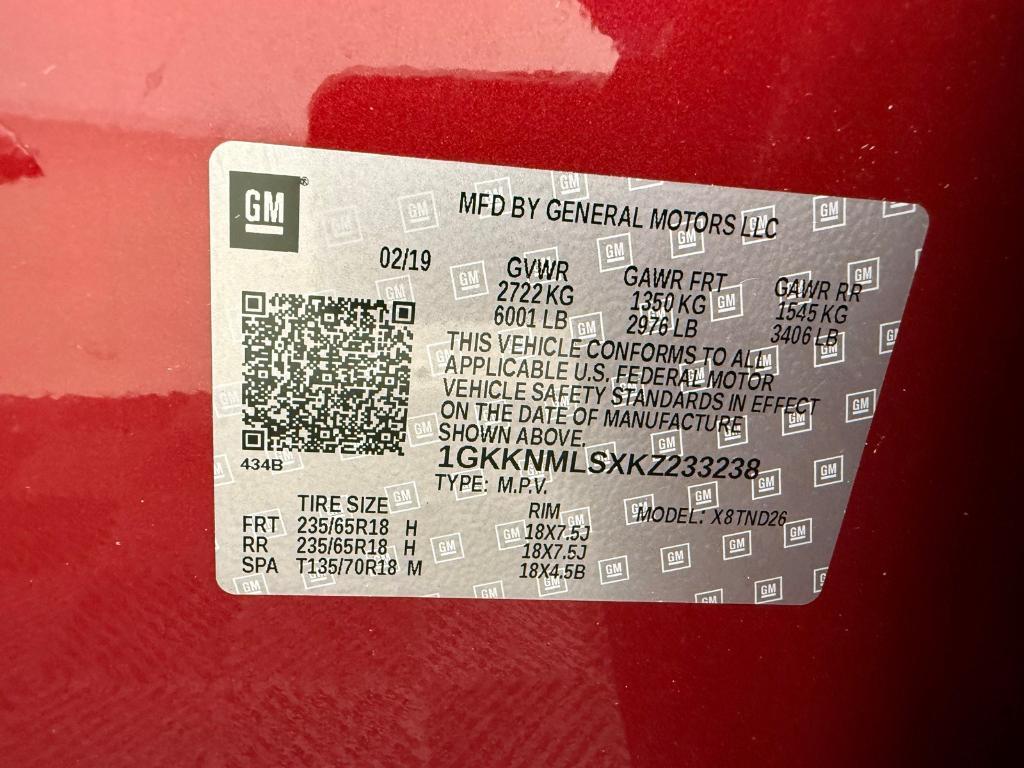 GM
MFD BY GENERAL MOTORS LLC
02/19
GVWR GAWR FRT GAWR RR
2722 KG 1350 KG 1545 KG
6001 LB 2976 LB 3406 LB
THIS VEHICLE CONFORMS TO ALL
APPLICABLE U.S. FEDERAL MOTOR
VEHICLE SAFETY STANDARDS IN EFFECT
ON THE DATE OF MANUFACTURE
SHOWN ABOVE.
434B
1GKKNMLSXKZ233238
TYPE: M.P.V. MODEL: X8TND26
TIRE SIZE RIM
FRT 235/65R18 H 18X7.5J
RR 235/65R18 H 18X7.5J
SPA T135/70R18 M 18X4.5B